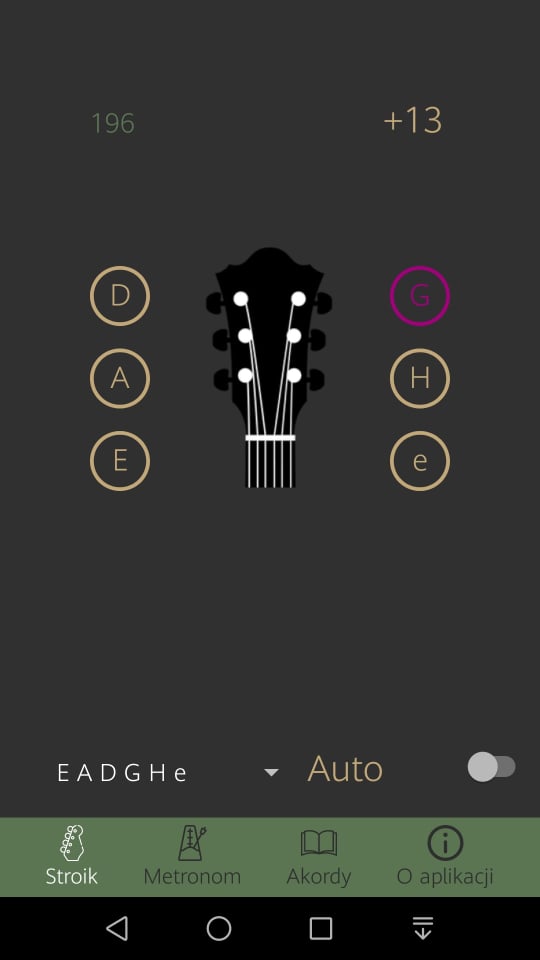 196 +13
D G
A H
E e
E A D G H e Auto
Stroik Metronom Akordy O aplikacji